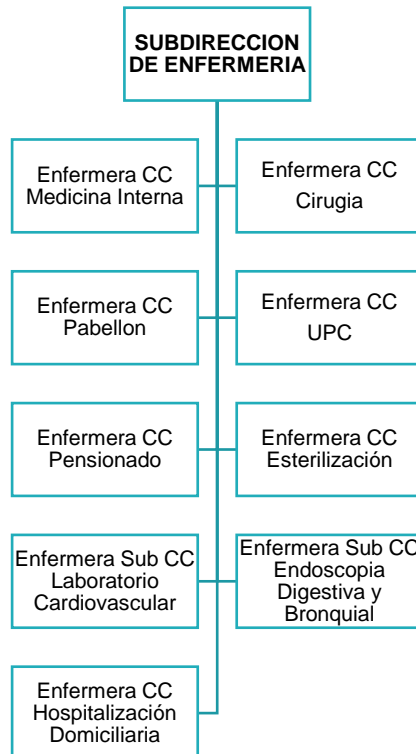 SUBDIRECCION
DE ENFERMERIA
Enfermera CC
Medicina Interna
Enfermera CC
Cirugia
Enfermera CC
Pabellon
Enfermera CC
UPC
Enfermera CC
Pensionado
Enfermera CC
Esterilización
Enfermera Sub CC
Laboratorio
Cardiovascular
Enfermera Sub CC
Endoscopia
Digestiva y
Bronquial
Enfermera CC
Hospitalización
Domiciliaria